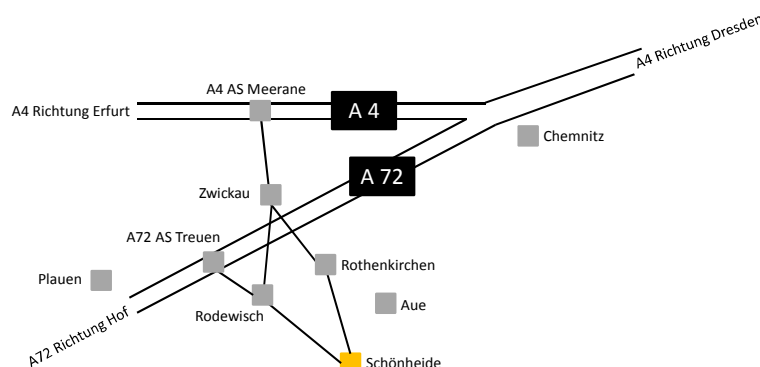 A4 Richtung Dresden
A4 AS Meerane
A4 Richtung Erfurt
A 4
Chemnitz
A 72
Zwickau
A72 AS Treuen
Rothenkirchen
Plauen
Aue
Rodewisch
A72 Richtung Hof
Schönheide